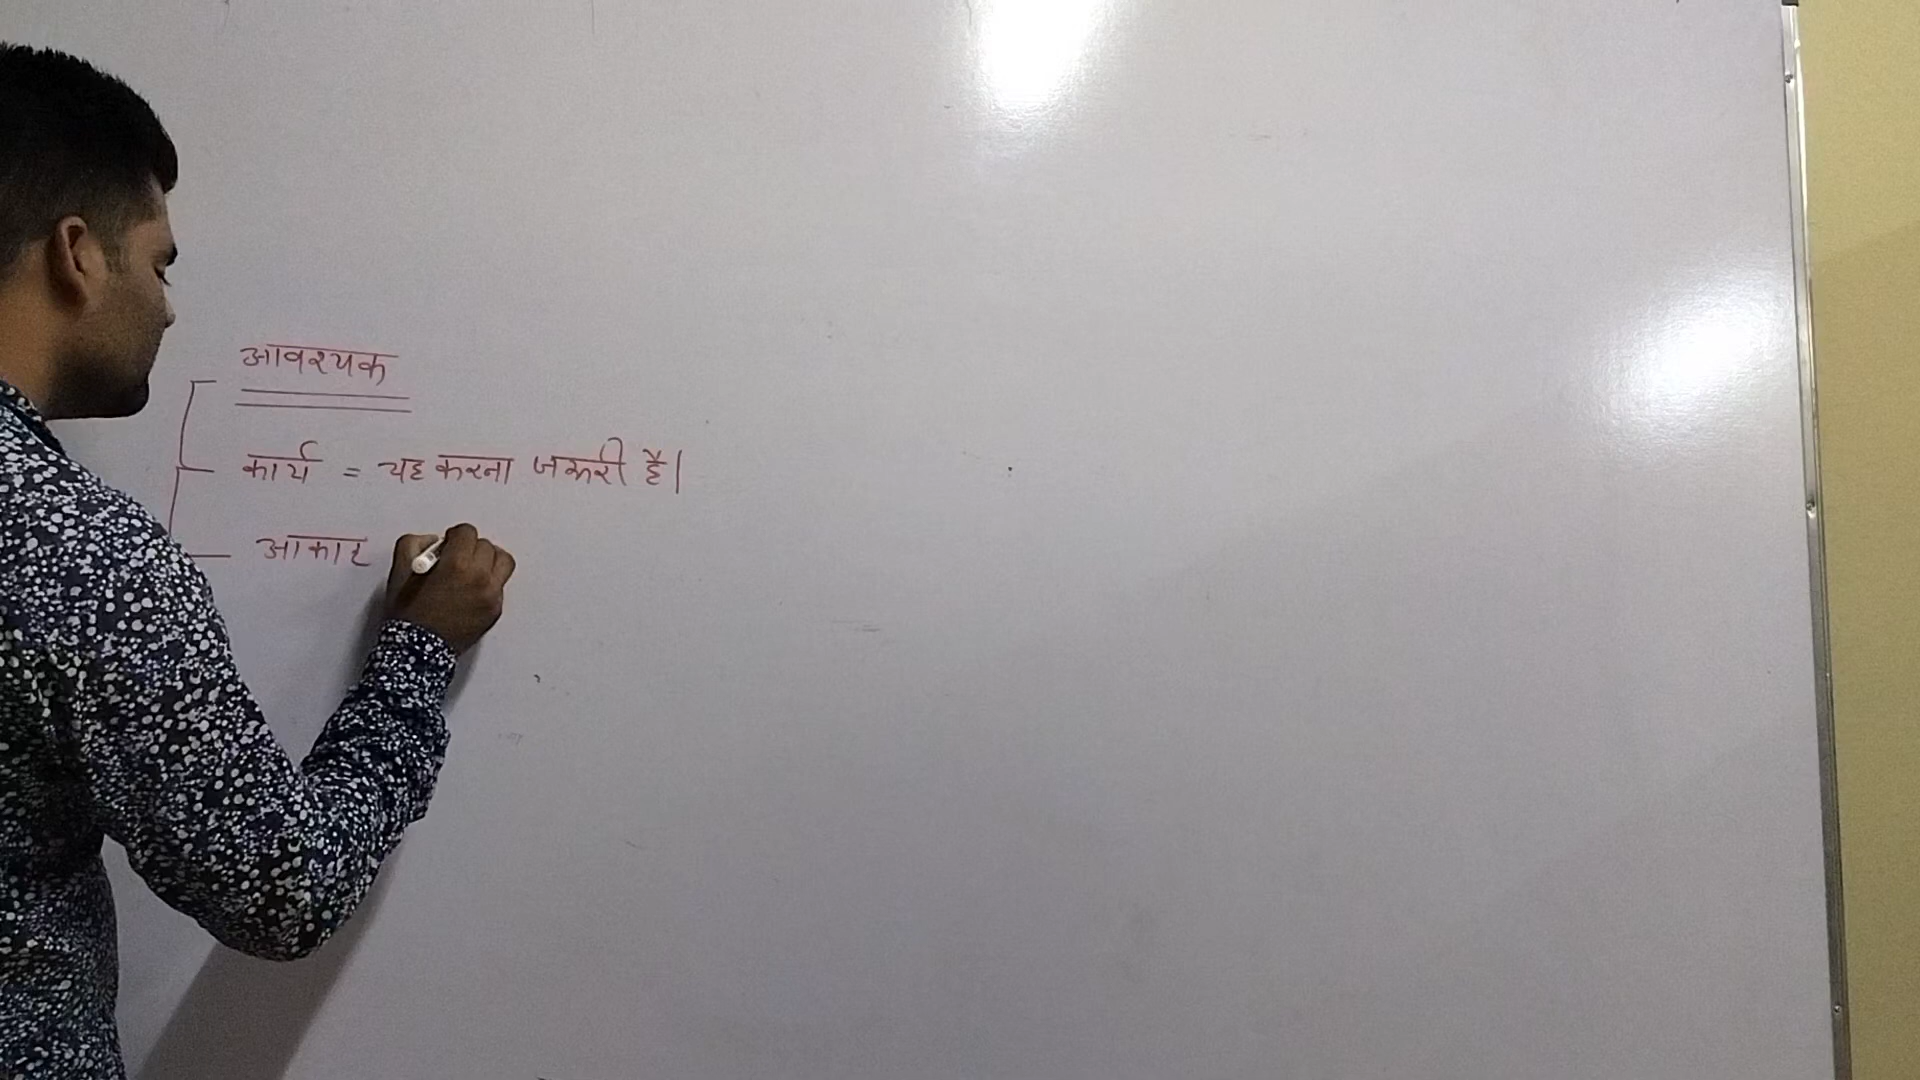 आवश्यक
कार्य = यह करना जरूरी है।
आकार